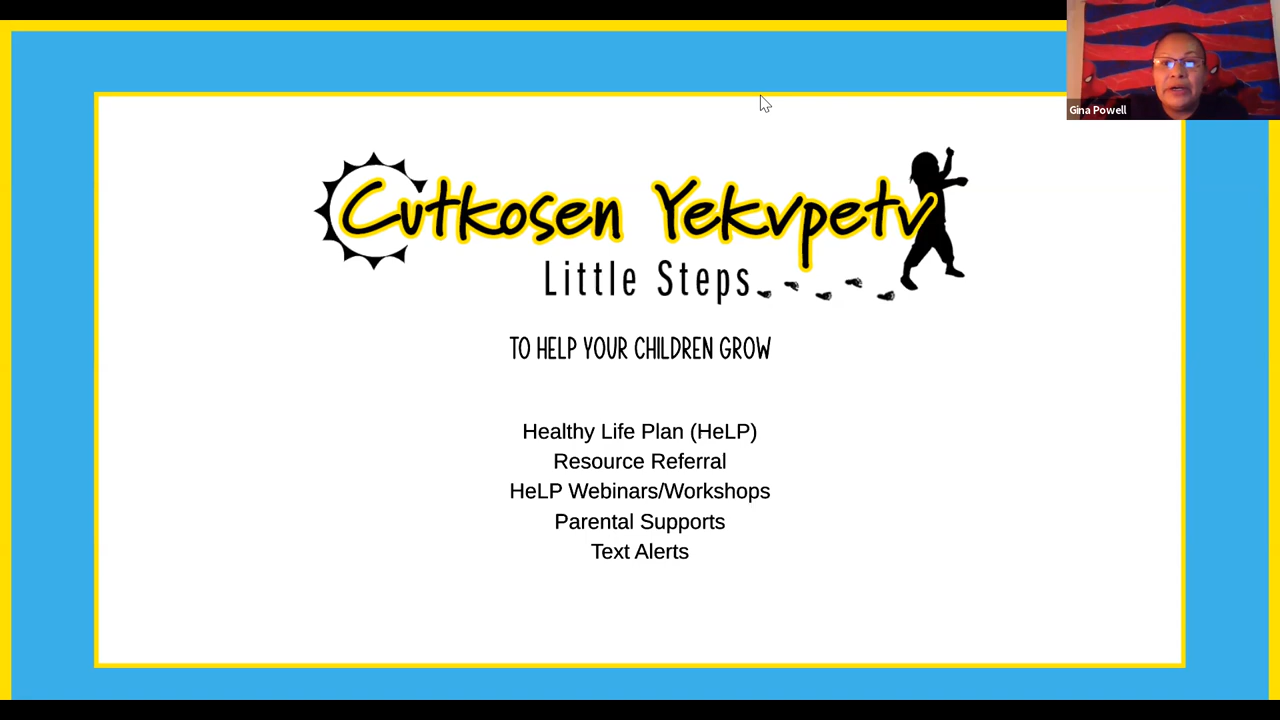 Gina Powell
Cutkosen Yekvpetv
Little Steps
TO HELP YOUR CHILDREN GROW
Healthy Life Plan (HeLP)
Resource Referral
HeLP Webinars/Workshops
Parental Supports
Text Alerts